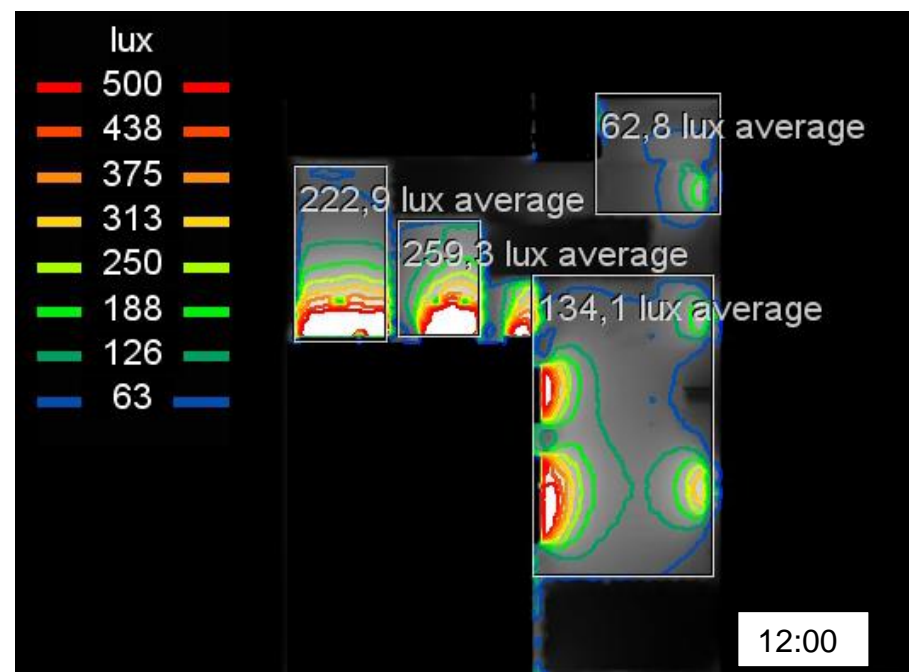 lux
500
438
375
313
250
188
126
63
62,8 lux average
222,9 lux average
259,3 lux average
134,1 lux average
12:00